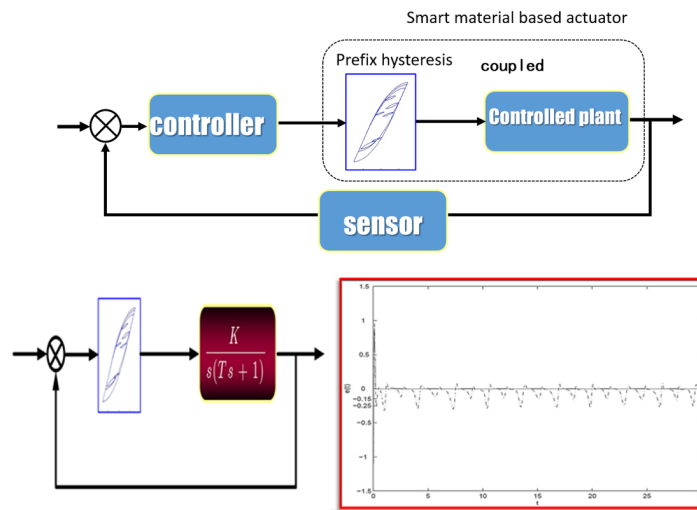 Smart material based actuator
Prefix hysteresis
coupled
controller
Controlled plant
sensor
K
s(Ts + 1)
1.5
1
0.5
0
-0.15
-0.25
-0.5
-1
-1.5
e(t)
0 5 10 15 20 25
t